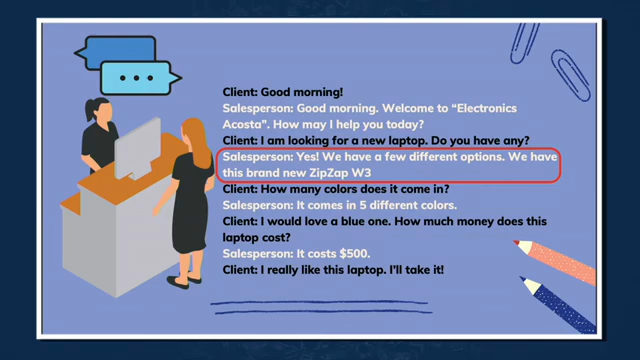 Client: Good morning!
Salesperson: Good morning. Welcome to “Electronics
Acosta”. How may I help you today?
Client: I am looking for a new laptop. Do you have any?
Salesperson: Yes! We have a few different options. We have
this brand new ZipZap W3
Client: How many colors does it come in?
Salesperson: It comes in 5 different colors.
Client: I would love a blue one. How much money does this
laptop cost?
Salesperson: It costs $500.
Client: I really like this laptop. I’ll take it!